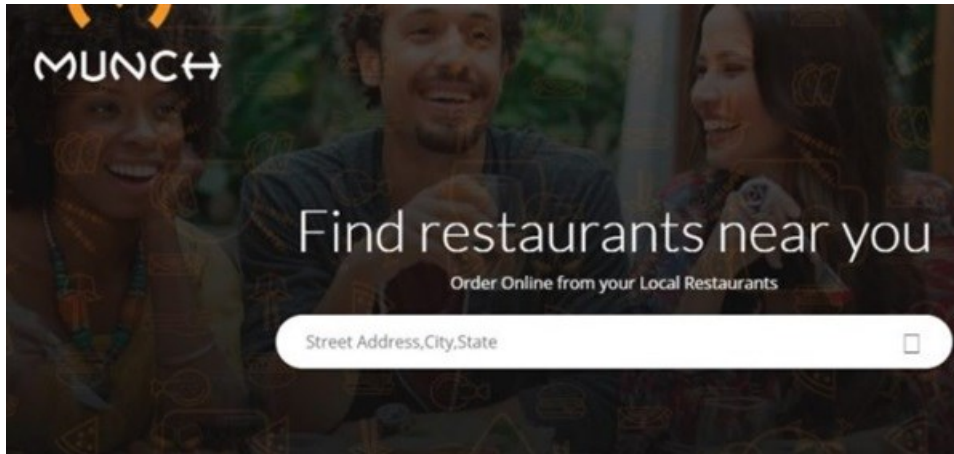 MUNCH
Find restaurants near you
Order Online from your Local Restaurants
Street Address,City,State